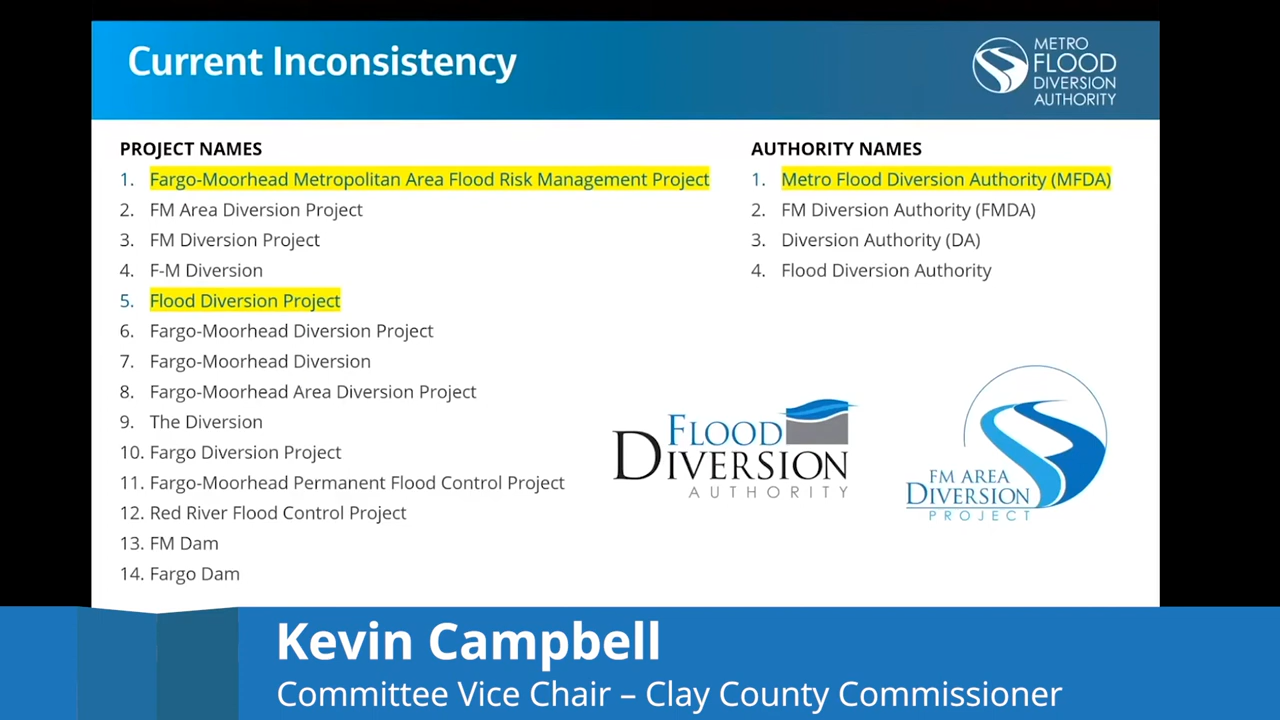 Current Inconsistency
METRO
FLOOD
DIVERSION
AUTHORITY
PROJECT NAMES
1. Fargo-Moorhead Metropolitan Area Flood Risk Management Project
2. FM Area Diversion Project
3. FM Diversion Project
4. F-M Diversion
5. Flood Diversion Project
6. Fargo-Moorhead Diversion Project
7. Fargo-Moorhead Diversion
8. Fargo-Moorhead Area Diversion Project
9. The Diversion
10. Fargo Diversion Project
11. Fargo-Moorhead Permanent Flood Control Project
12. Red River Flood Control Project
13. FM Dam
14. Fargo Dam
AUTHORITY NAMES
1. Metro Flood Diversion Authority (MFDA)
2. FM Diversion Authority (FMDA)
3. Diversion Authority (DA)
4. Flood Diversion Authority
FLOOD
DIVERSION
AUTHORITY
FM AREA
DIVERSION
PROJECT
Kevin Campbell
Committee Vice Chair – Clay County Commissioner